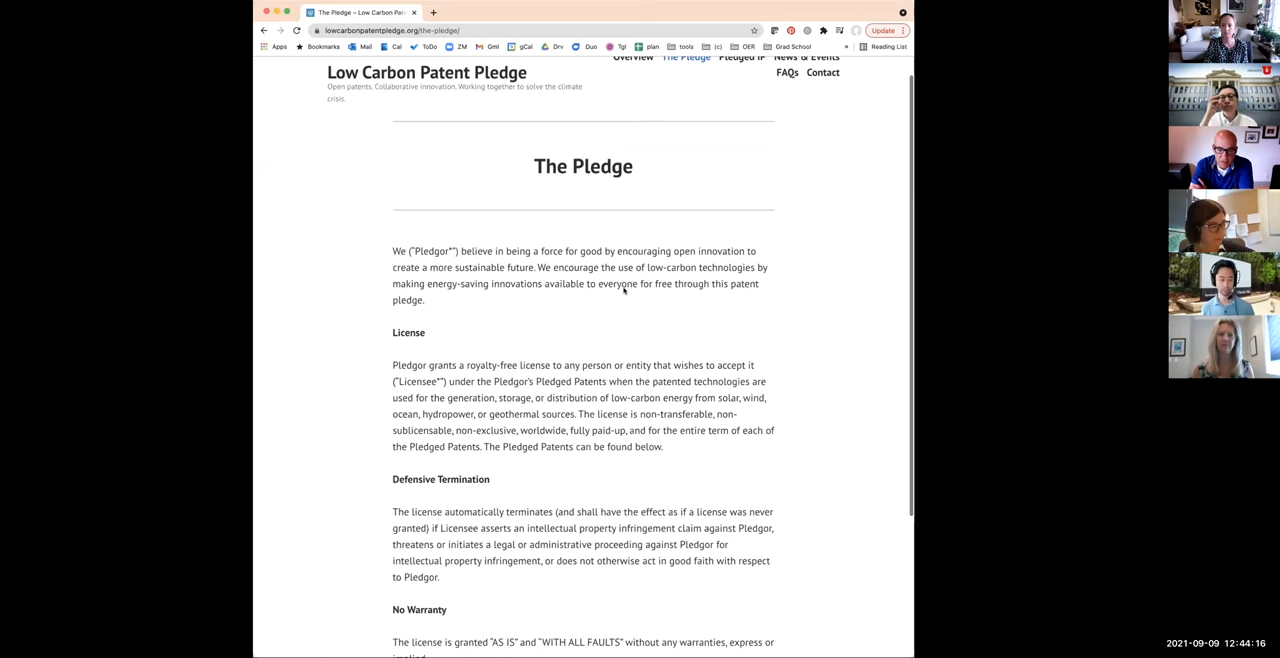 The Pledge – Low Carbon Pat
Update
lowcarbonpatentpledge.org/the-pledge/
Apps Bookmarks Mail Cal ToDo ZM Gml gCal Drv Duo Tgl plan tools (c) OER Grad School » Reading List
Overview The Pledge Pledged IP News & Events
FAQs Contact
Low Carbon Patent Pledge
Open patents. Collaborative innovation. Working together to solve the climate
crisis.
The Pledge
We (“Pledgor*”) believe in being a force for good by encouraging open innovation to
create a more sustainable future. We encourage the use of low-carbon technologies by
making energy-saving innovations available to everyone for free through this patent
pledge.
License
Pledgor grants a royalty-free license to any person or entity that wishes to accept it
(“Licensee*”) under the Pledgor’s Pledged Patents when the patented technologies are
used for the generation, storage, or distribution of low-carbon energy from solar, wind,
ocean, hydropower, or geothermal sources. The license is non-transferable, non-
sublicensable, non-exclusive, worldwide, fully paid-up, and for the entire term of each of
the Pledged Patents. The Pledged Patents can be found below.
Defensive Termination
The license automatically terminates (and shall have the effect as if a license was never
granted) if Licensee asserts an intellectual property infringement claim against Pledgor,
threatens or initiates a legal or administrative proceeding against Pledgor for
intellectual property infringement, or does not otherwise act in good faith with respect
to Pledgor.
No Warranty
The license is granted “AS IS” and “WITH ALL FAULTS” without any warranties, express or
implied.
2021-09-09 12:44:16